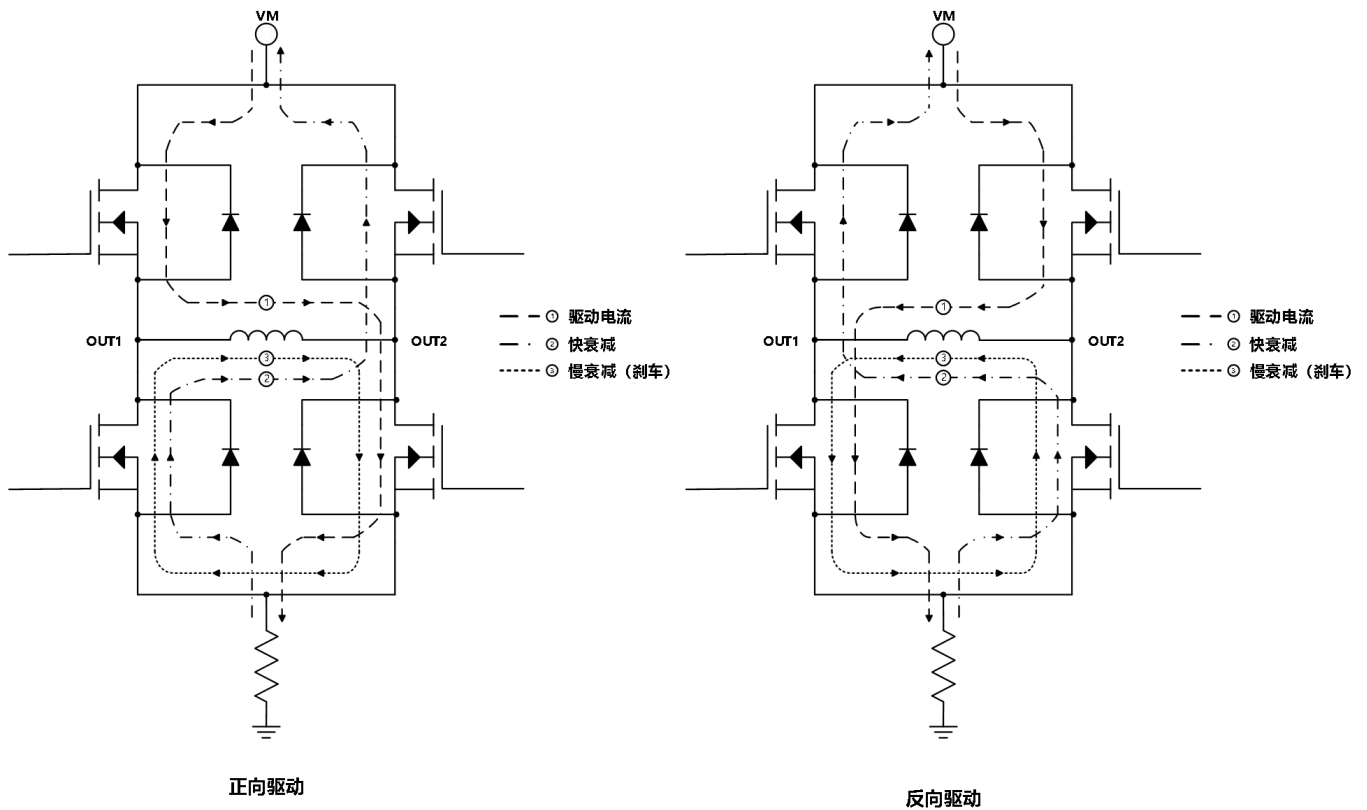 VM
①
OUT1
OUT2
③
②
① 驱动电流
② 快衰减
③ 慢衰减（刹车）
正向驱动
VM
①
OUT1
OUT2
③
②
① 驱动电流
② 快衰减
③ 慢衰减（刹车）
反向驱动